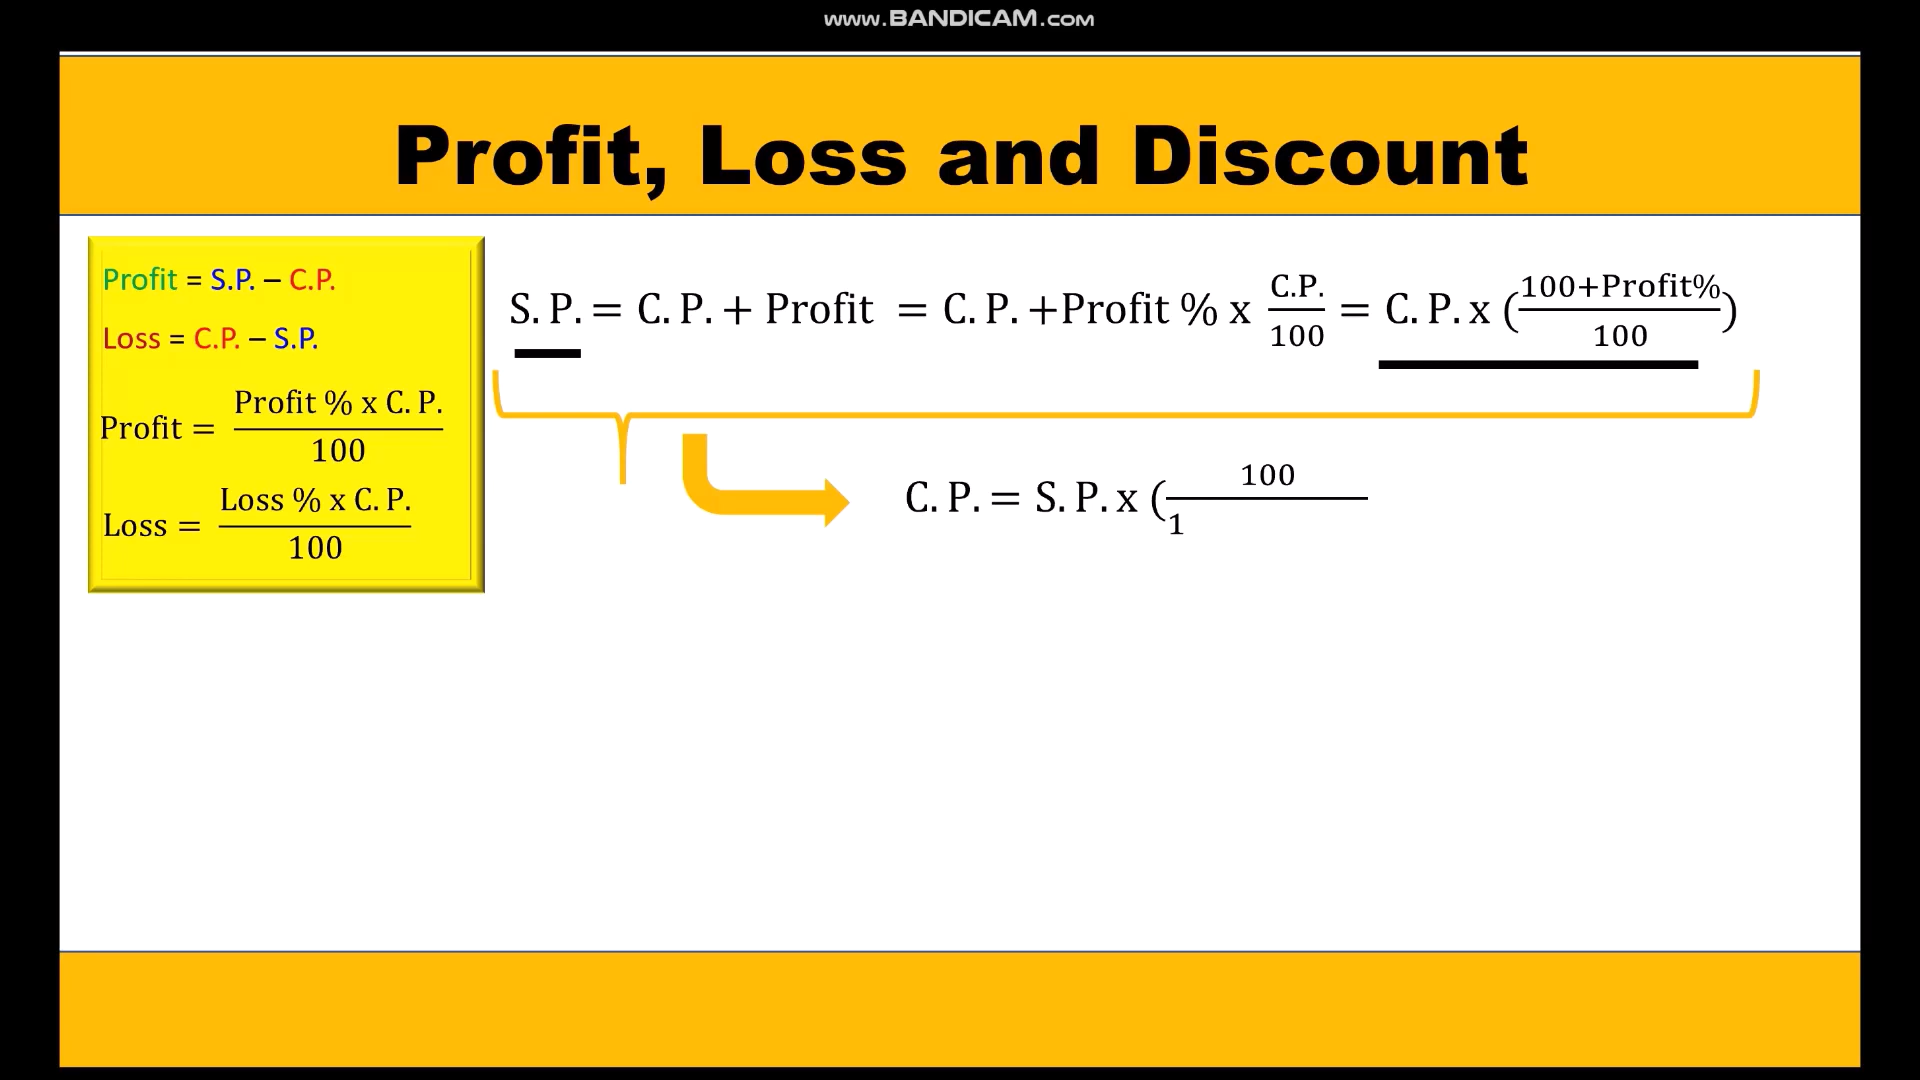 www.BANDICAM.com
Profit, Loss and Discount
Profit = S.P. – C.P.
Loss = C.P. – S.P.
Profit = Profit % x C. P. / 100
Loss = Loss % x C. P. / 100
S. P. = C. P. + Profit = C. P. +Profit % x C.P. / 100 = C. P. x (100+Profit% / 100)
C. P. = S. P. x (100 / 1